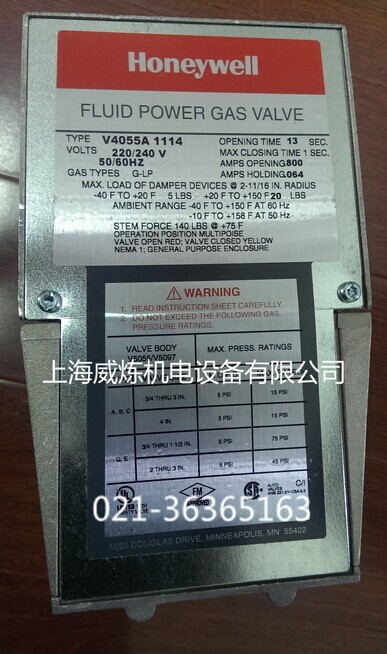 Honeywell
FLUID POWER GAS VALVE
TYPE V4055A 1114 OPENING TIME 13 SEC.
VOLTS 220/240 V MAX CLOSING TIME 1 SEC.
50/60HZ AMPS OPENING 800
GAS TYPES G-LP AMPS HOLDING 064
MAX. LOAD OF DAMPER DEVICES @ 2-11/16 IN. RADIUS
-40 F TO +20 F 5 LBS +20 F TO +150 F 20 LBS
AMBIENT RANGE -40 F TO +150 F AT 60 Hz
-10 F TO +158 F AT 50 Hz
STEM FORCE 140 LBS @ +75 F
OPERATION POSITION MULTIPOISE
VALVE OPEN RED; VALVE CLOSED YELLOW
NEMA 1; GENERAL PURPOSE ENCLOSURE
WARNING
1. READ INSTRUCTION SHEET CAREFULLY.
2. DO NOT EXCEED THE FOLLOWING GAS
PRESSURE RATINGS.
VALVE BODY MAX. PRESS. RATINGS
V5055/V5097
上海威炼机电设备有限公司
A, B, C 3/4 THRU 3 IN. 5 PSI 15 PSI
4 IN. 3 PSI 15 PSI
D, E 3/4 THRU 1 1/2 IN. 5 PSI 75 PSI
2 THRU 3 IN. 5 PSI 45 PSI
UL FM SA C/I
APPROVED
021-36365163
1885 DOUGLAS DRIVE, MINNEAPOLIS, MN 55422